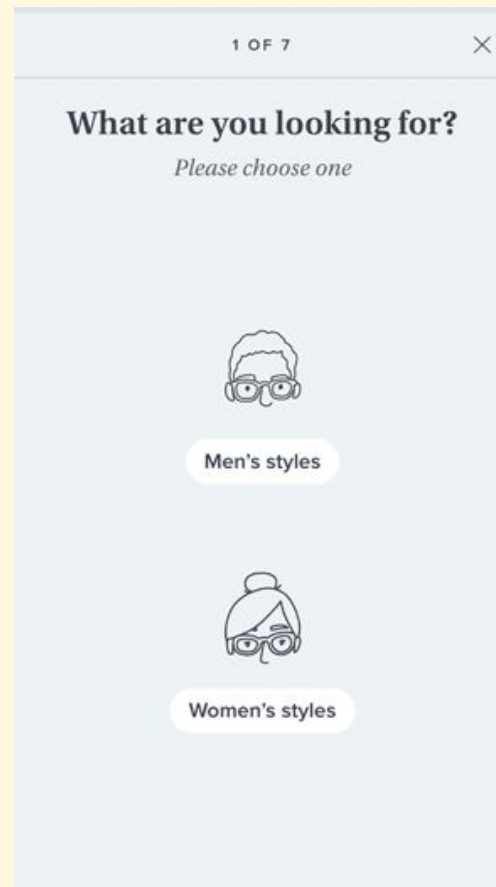 1 OF 7
What are you looking for?
Please choose one
Men's styles
Women's styles